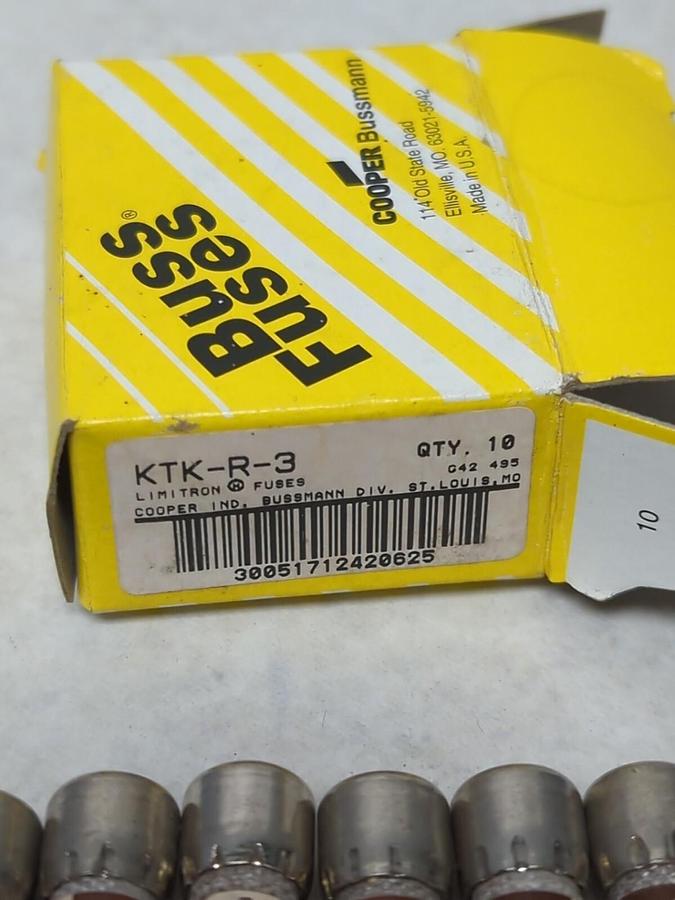 Buss®
Fuses
COOPER Bussmann
114 Old State Road
Ellisville, MO. 63021-5942
Made in U.S.A.
KTK-R-3
QTY. 10
LIMITRON ® FUSES
G42 495
COOPER IND. BUSSMANN DIV. ST.LOUIS,MO
30051712420625
10